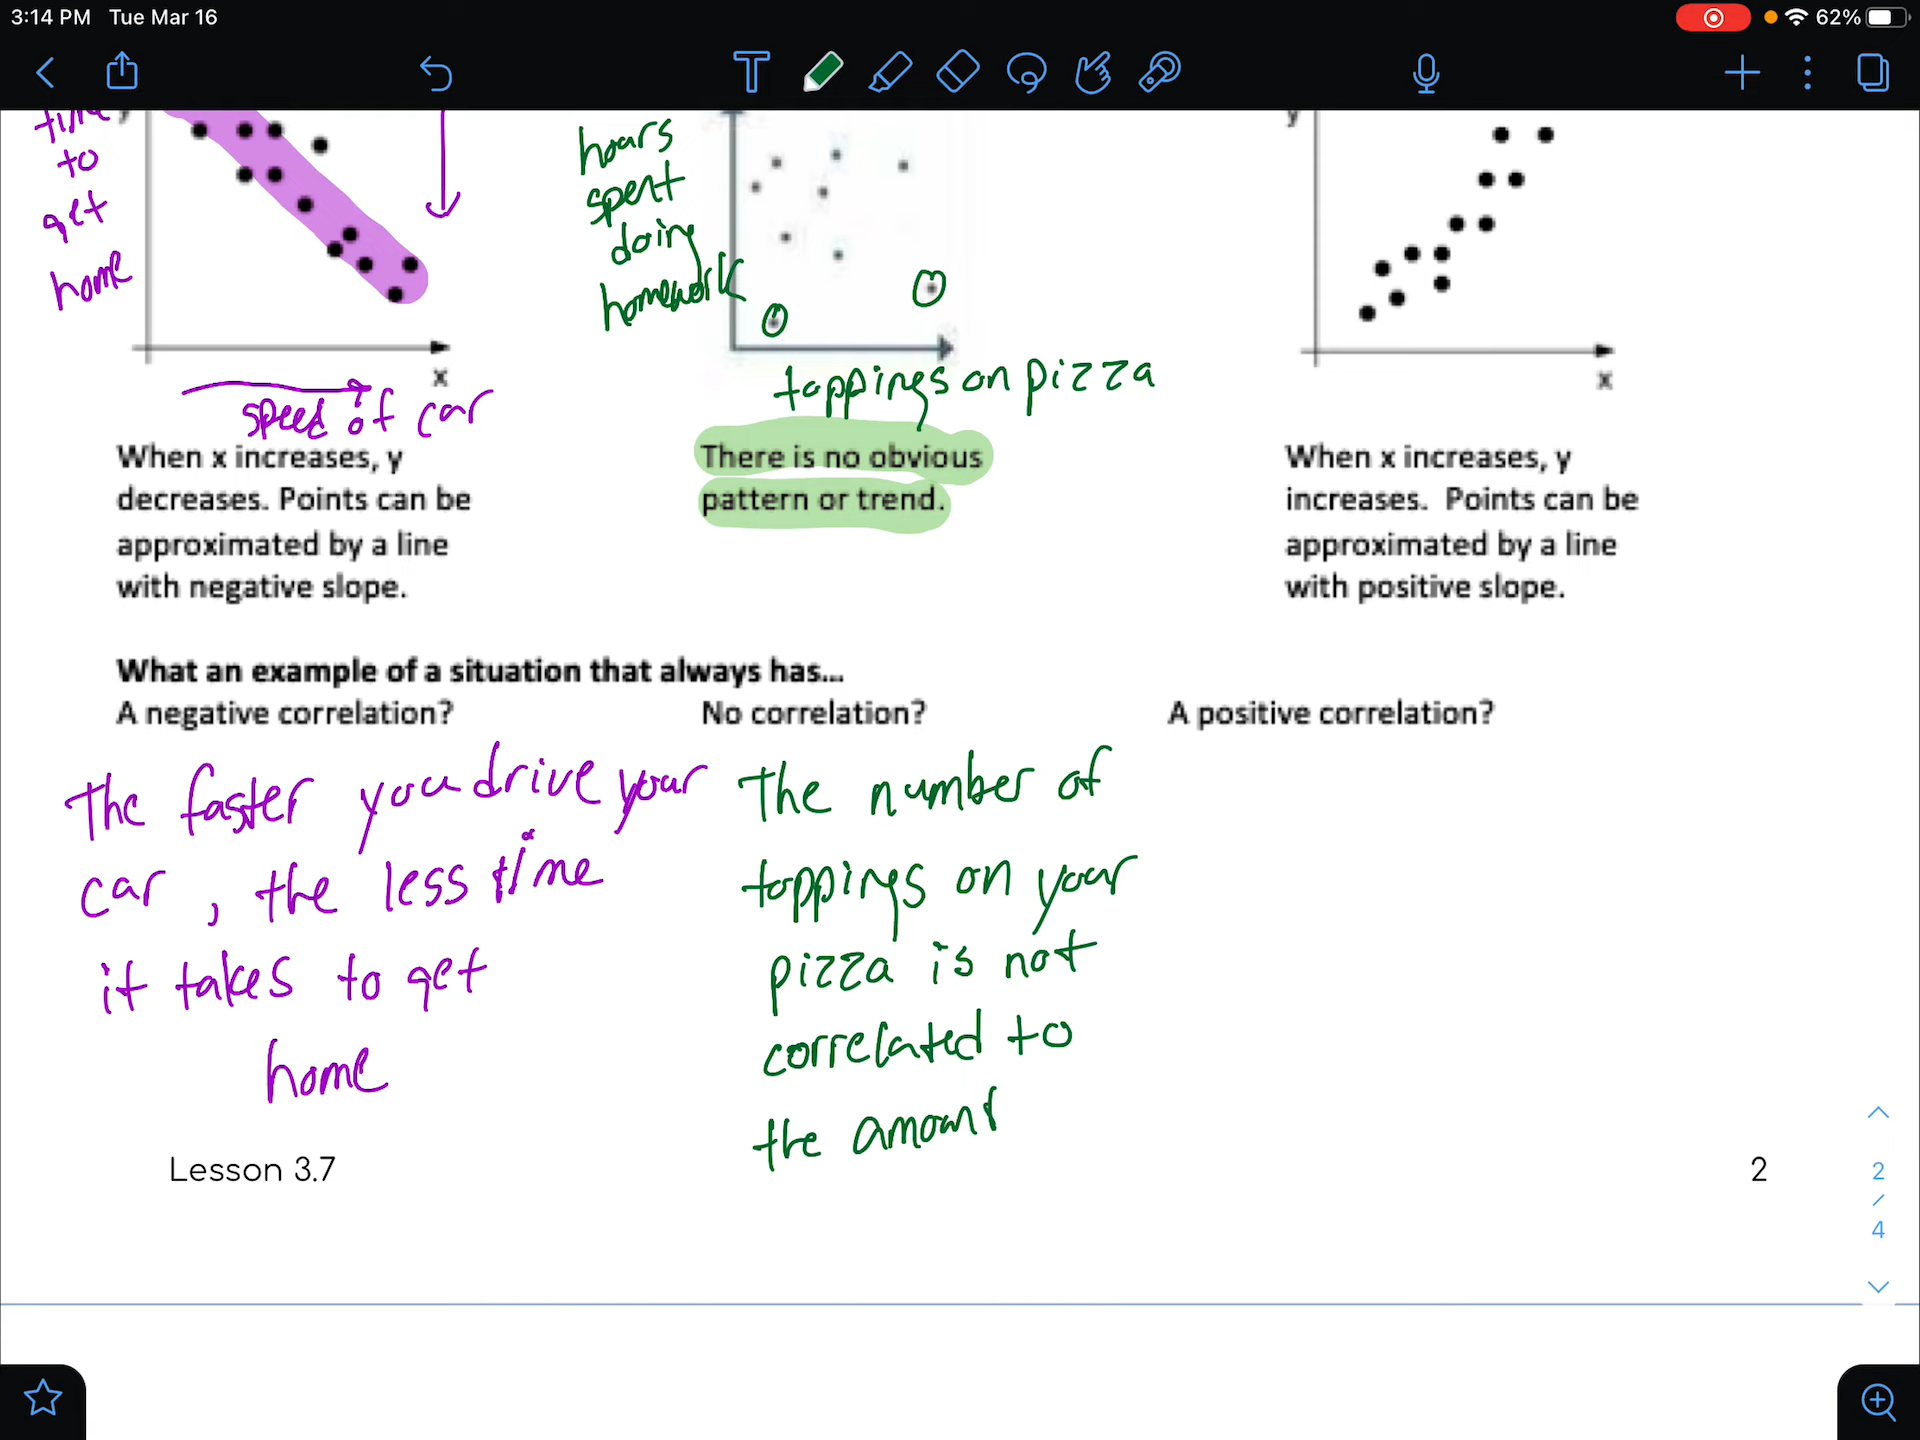 3:14 PM Tue Mar 16
62%
time
to
get
home
y
x
speed of car
hours
spent
doing
homework
toppings on pizza
y
x
When x increases, y
decreases. Points can be
approximated by a line
with negative slope.
There is no obvious
pattern or trend.
When x increases, y
increases. Points can be
approximated by a line
with positive slope.
What an example of a situation that always has...
A negative correlation?
No correlation?
A positive correlation?
The faster you drive your
car, the less time
it takes to get
home
The number of
toppings on your
pizza is not
correlated to
the amount
Lesson 3.7
2
2
/
4